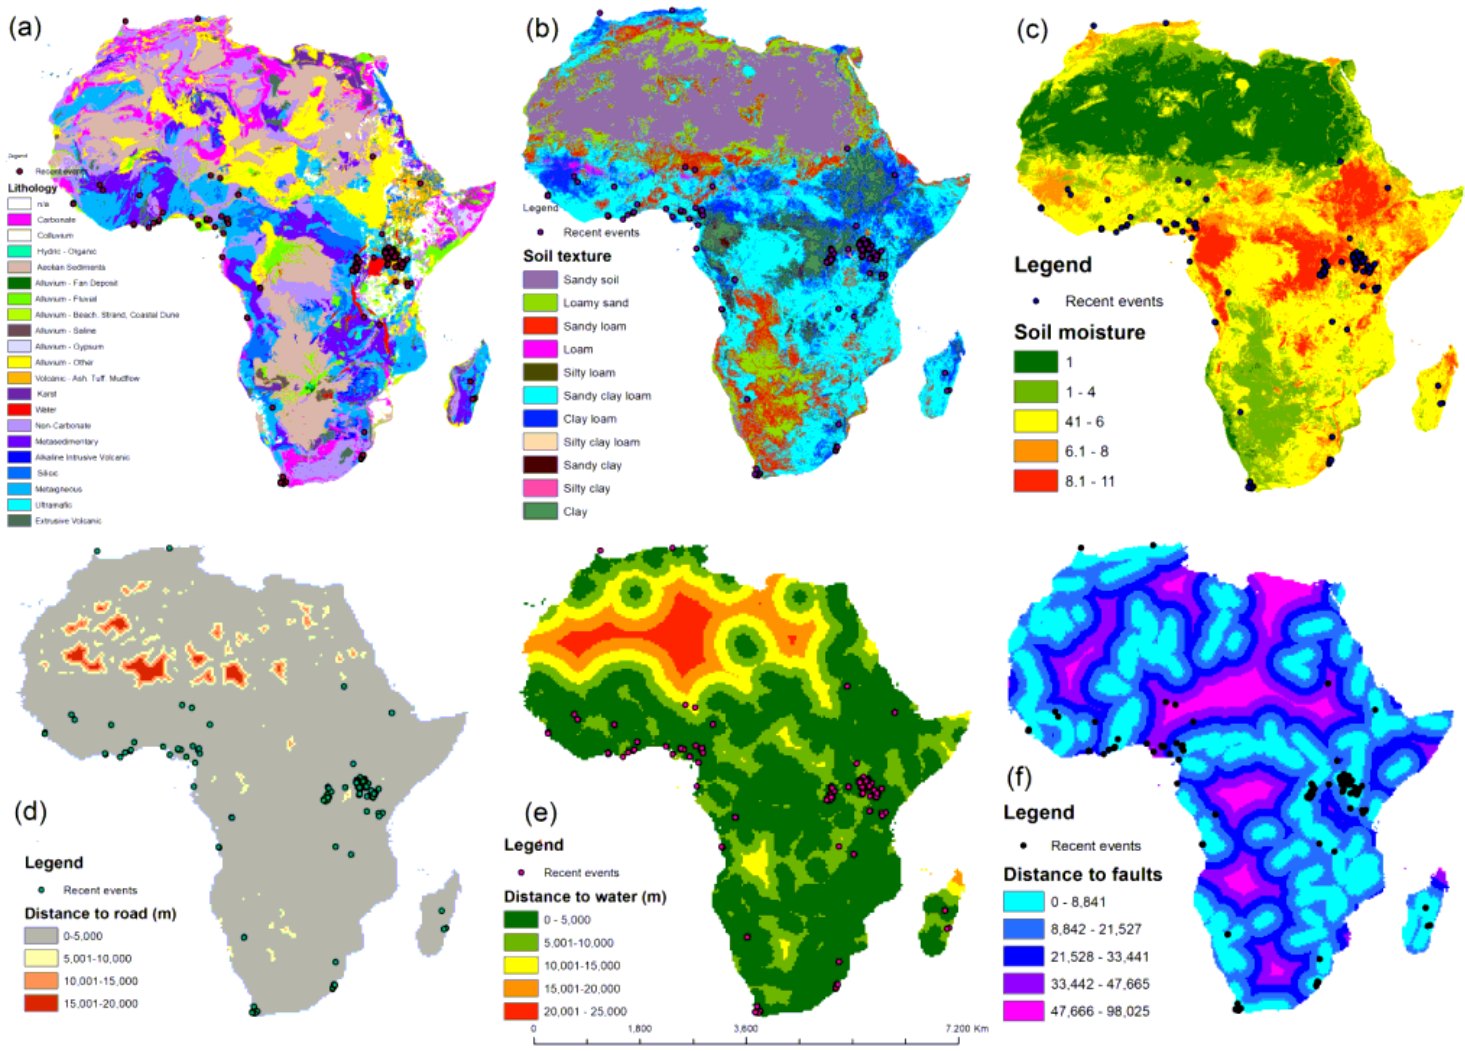 (a)
Legend
Recent events
Lithology
n/a
Carbonate
Colluvium
Hydric - Organic
Aeolian Sediments
Alluvium - Fan Deposit
Alluvium - Fluvial
Alluvium - Beach, Strand, Coastal Dune
Alluvium - Saline
Alluvium - Gypsum
Alluvium - Other
Volcanic - Ash, Tuff, Mudflow
Karst
Water
Non-Carbonate
Metasedimentary
Alkaline Intrusive Volcanic
Silicic
Metaigneous
Ultramafic
Extrusive Volcanic
(b)
Legend
Recent events
Soil texture
Sandy soil
Loamy sand
Sandy loam
Loam
Silty loam
Sandy clay loam
Clay loam
Silty clay loam
Sandy clay
Silty clay
Clay
(c)
Legend
Recent events
Soil moisture
1
1 - 4
41 - 6
6.1 - 8
8.1 - 11
(d)
Legend
Recent events
Distance to road (m)
0-5,000
5,001-10,000
10,001-15,000
15,001-20,000
(e)
Legend
Recent events
Distance to water (m)
0 - 5,000
5,001-10,000
10,001-15,000
15,001-20,000
20,001 - 25,000
0 1,800 3,600 7,200 Km
(f)
Legend
Recent events
Distance to faults
0 - 8,841
8,842 - 21,527
21,528 - 33,441
33,442 - 47,665
47,666 - 98,025